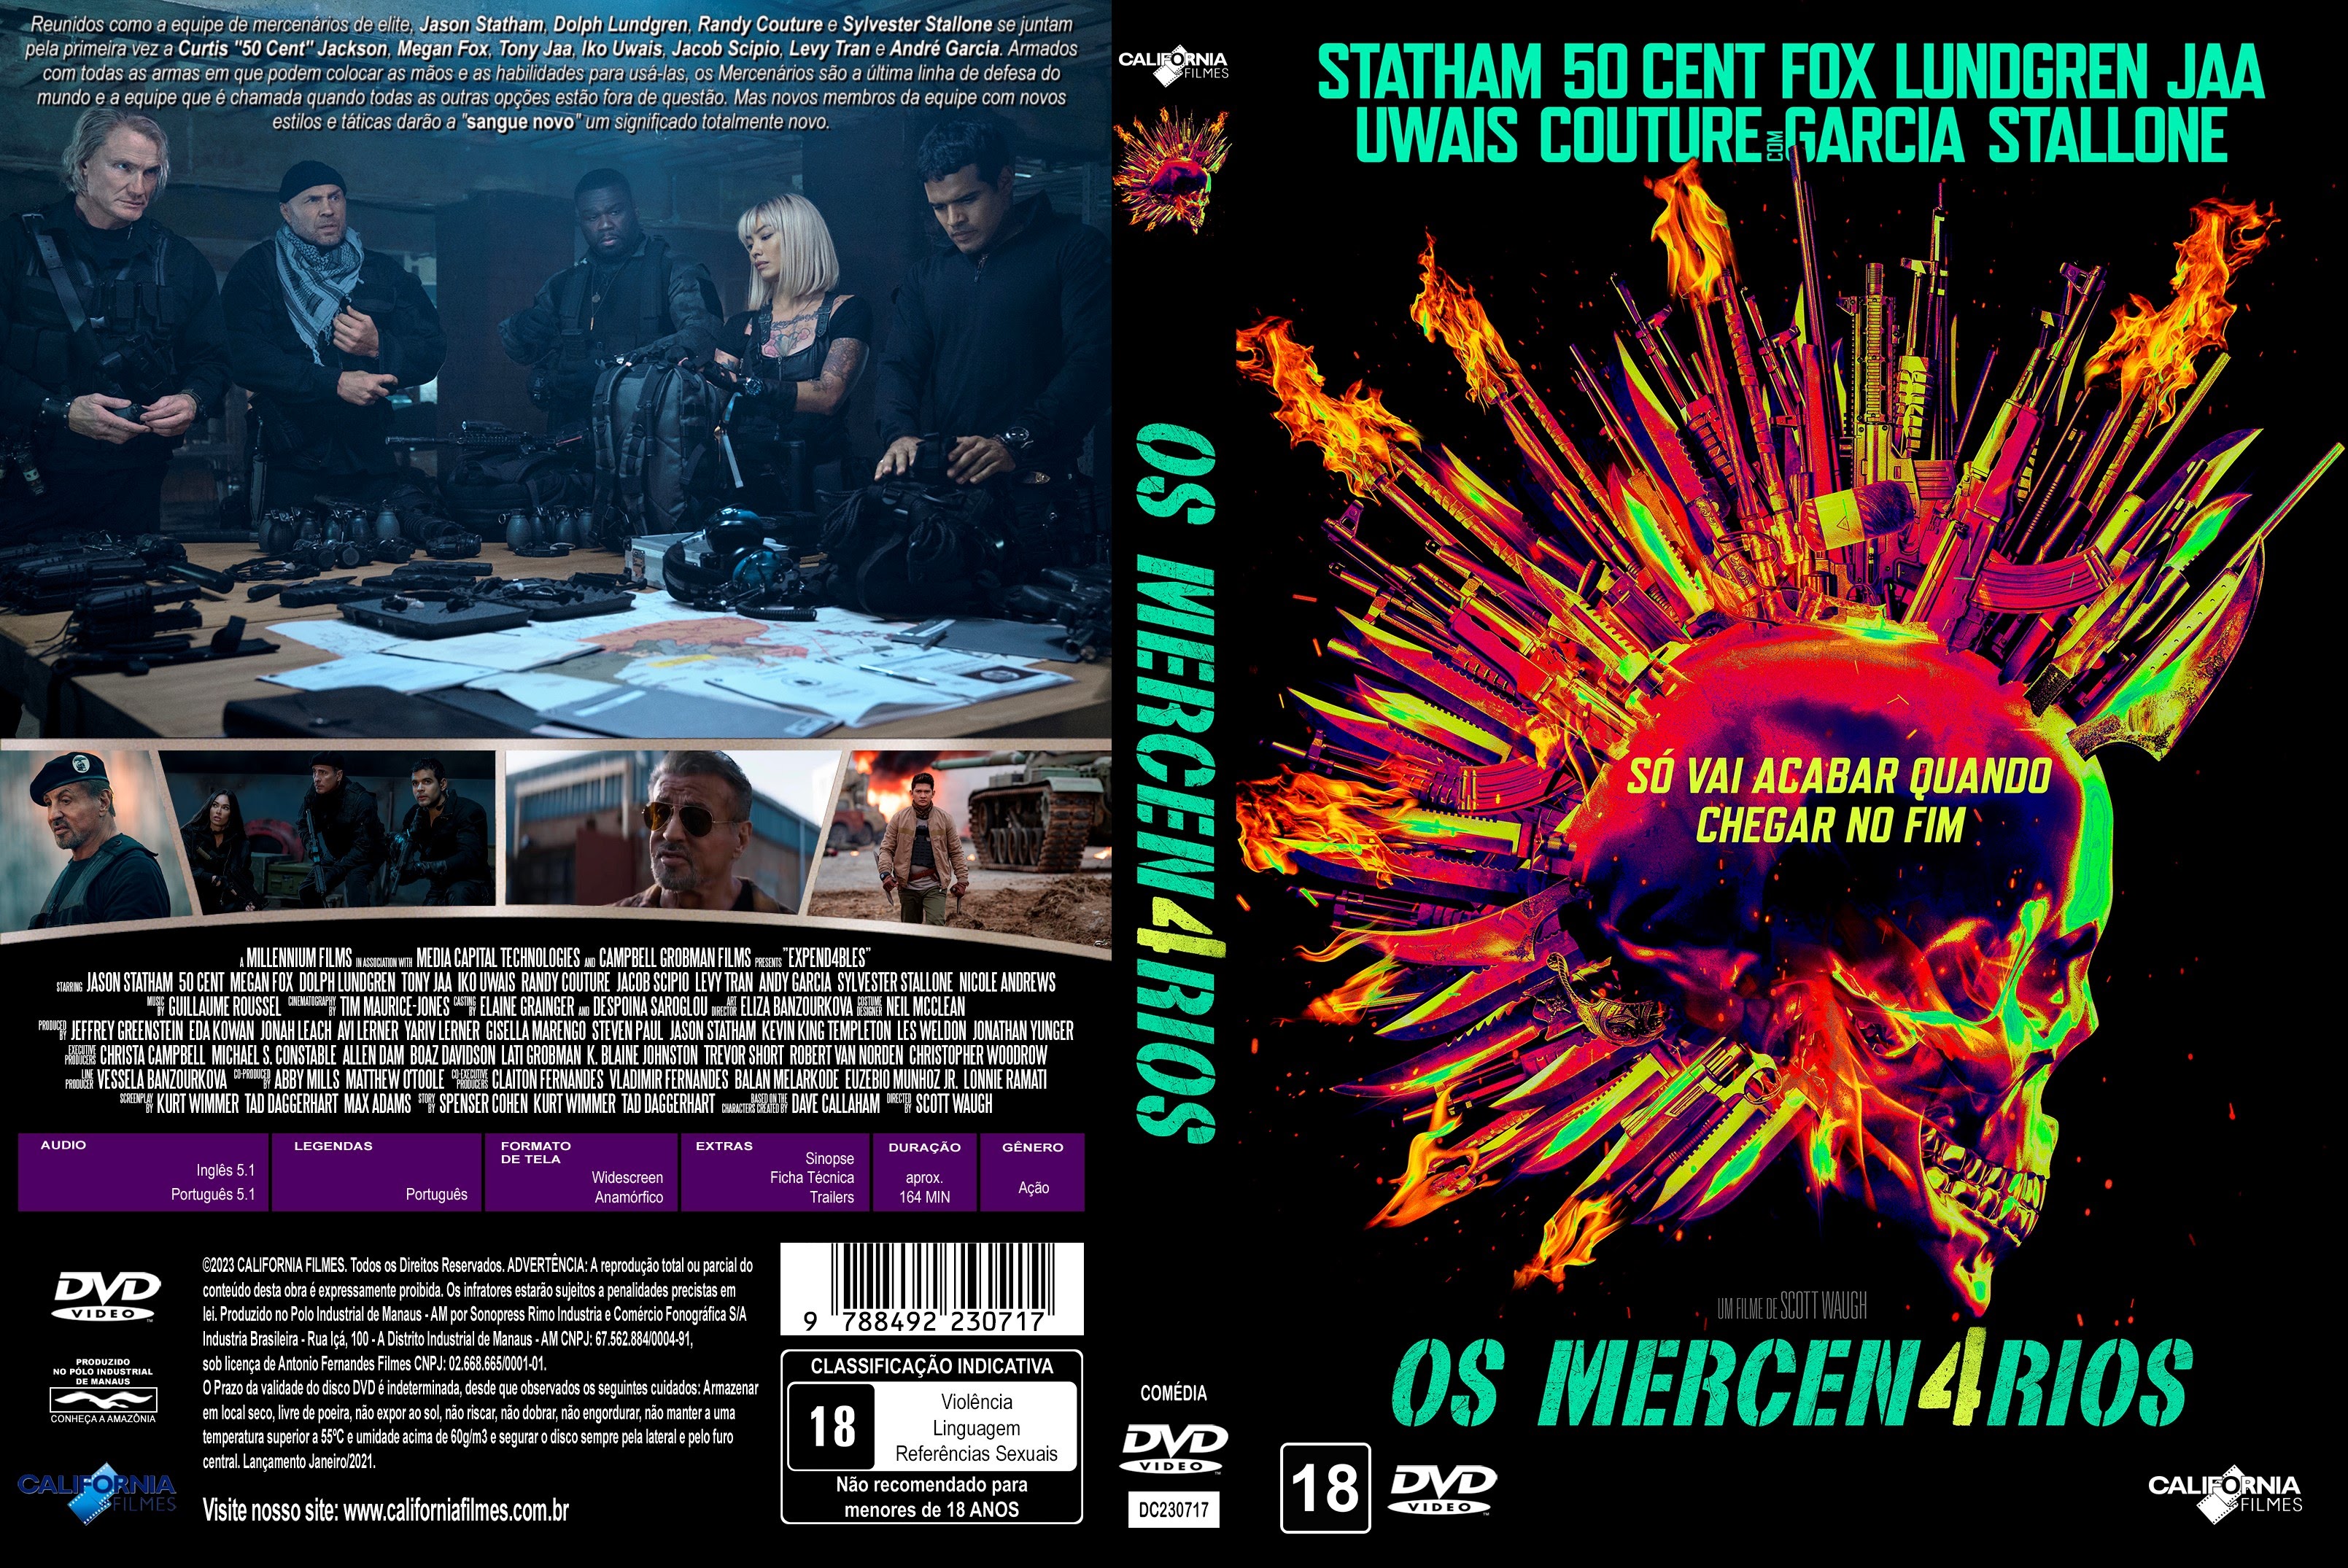 Reunidos como a equipe de mercenários de elite, Jason Statham, Dolph Lundgren, Randy Couture e Sylvester Stallone se juntam
pela primeira vez a Curtis "50 Cent" Jackson, Megan Fox, Tony Jaa, Iko Uwais, Jacob Scipio, Levy Tran e André Garcia. Armados
com todas as armas em que podem colocar as mãos e as habilidades para usá-las, os Mercenários são a última linha de defesa do
mundo e a equipe que é chamada quando todas as outras opções estão fora de questão. Mas novos membros da equipe com novos
estilos e táticas darão a "sangue novo" um significado totalmente novo.
A MILLENNIUM FILMS IN ASSOCIATION WITH MEDIA CAPITAL TECHNOLOGIES AND CAMPBELL GROBMAN FILMS PRESENTS "EXPEND4BLES"
STARRING JASON STATHAM 50 CENT MEGAN FOX DOLPH LUNDGREN TONY JAA IKO UWAIS RANDY COUTURE JACOB SCIPIO LEVY TRAN ANDY GARCIA SYLVESTER STALLONE NICOLE ANDREWS
MUSIC BY GUILLAUME ROUSSEL CINEMATOGRAPHY BY TIM MAURICE-JONES CASTING BY ELAINE GRAINGER AND DESPOINA SAROGLOU ART DIRECTOR ELIZA BANZOURKOVA COSTUME DESIGNER NEIL MCCLEAN
PRODUCED BY JEFFREY GREENSTEIN EDA KOWAN JONAH LEACH AVI LERNER YARIV LERNER GISELLA MARENGO STEVEN PAUL JASON STATHAM KEVIN KING TEMPLETON LES WELDON JONATHAN YUNGER
EXECUTIVE PRODUCERS CHRISTA CAMPBELL MICHAEL S. CONSTABLE ALLEN DAM BOAZ DAVIDSON LATI GROBMAN K. BLAINE JOHNSTON TREVOR SHORT ROBERT VAN NORDEN CHRISTOPHER WOODROW
LINE PRODUCER VESSELA BANZOURKOVA CO-PRODUCED BY ABBY MILLS MATTHEW O'TOOLE CO-EXECUTIVE PRODUCERS CLAITON FERNANDES VLADIMIR FERNANDES BALAN MELARKODE EUZEBIO MUNHOZ JR. LONNIE RAMATI
SCREENPLAY BY KURT WIMMER TAD DAGGERHART MAX ADAMS STORY BY SPENSER COHEN KURT WIMMER TAD DAGGERHART BASED ON THE CHARACTERS CREATED BY DAVE CALLAHAM DIRECTED BY SCOTT WAUGH
AUDIO
Inglês 5.1
Português 5.1
LEGENDAS
Português
FORMATO
DE TELA
Widescreen
Anamórfico
EXTRAS
Sinopse
Ficha Técnica
Trailers
DURAÇÃO
aprox.
164 MIN
GÊNERO
Ação
DVD
VIDEO
PRODUZIDO
NO PÓLO INDUSTRIAL
DE MANAUS
CONHEÇA A AMAZÔNIA
CALIFORNIA
FILMES
©2023 CALIFORNIA FILMES. Todos os Direitos Reservados. ADVERTÊNCIA: A reprodução total ou parcial do
conteúdo desta obra é expressamente proibida. Os infratores estarão sujeitos a penalidades precistas em
lei. Produzido no Polo Industrial de Manaus - AM por Sonopress Rimo Industria e Comércio Fonográfica S/A
Industria Brasileira - Rua Içá, 100 - A Distrito Industrial de Manaus - AM CNPJ: 67.562.884/0004-91,
sob licença de Antonio Fernandes Filmes CNPJ: 02.668.665/0001-01.
O Prazo da validade do disco DVD é indeterminada, desde que observados os seguintes cuidados: Armazenar
em local seco, livre de poeira, não expor ao sol, não riscar, não dobrar, não engordurar, não manter a uma
temperatura superior a 55ºC e umidade acima de 60g/m3 e segurar o disco sempre pela lateral e pelo furo
central. Lançamento Janeiro/2021.
Visite nosso site: www.californiafilmes.com.br
9 788492 230717
CLASSIFICAÇÃO INDICATIVA
18
Violência
Linguagem
Referências Sexuais
Não recomendado para
menores de 18 ANOS
CALIFORNIA
FILMES
OS MERCEN4RIOS
COMÉDIA
DVD
VIDEO
DC230717
STATHAM 50 CENT FOX LUNDGREN JAA
UWAIS COUTURE COM GARCIA STALLONE
SÓ VAI ACABAR QUANDO
CHEGAR NO FIM
UM FILME DE SCOTT WAUGH
OS MERCEN4RIOS
18
DVD
VIDEO
CALIFORNIA
FILMES